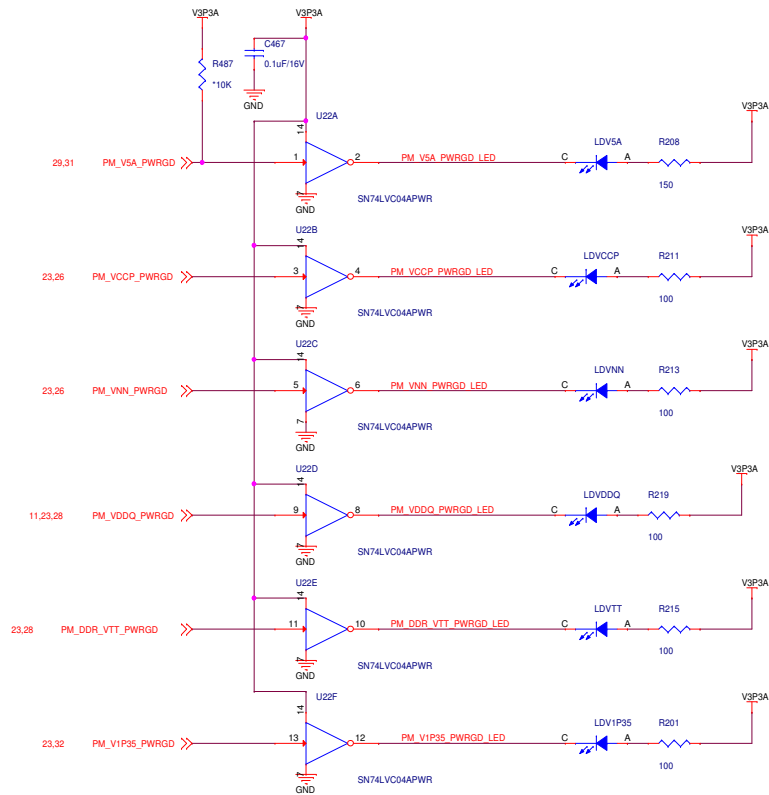 V3P3A
V3P3A
C467
R487
0.1uF/16V
*10K
GND
U22A
V3P3A
14
29,31
PM_V5A_PWRGD
1
2
PM_V5A_PWRGD_LED
C
LDV5A
A
R208
150
7
GND
SN74LVC04APWR
U22B
V3P3A
14
23,26
PM_VCCP_PWRGD
3
4
PM_VCCP_PWRGD_LED
C
LDVCCP
A
R211
100
7
GND
SN74LVC04APWR
U22C
V3P3A
14
23,26
PM_VNN_PWRGD
5
6
PM_VNN_PWRGD_LED
C
LDVNN
A
R213
100
7
GND
SN74LVC04APWR
U22D
V3P3A
14
11,23,28
PM_VDDQ_PWRGD
9
8
PM_VDDQ_PWRGD_LED
C
LDVDDQ
A
R219
100
7
GND
SN74LVC04APWR
U22E
V3P3A
14
23,28
PM_DDR_VTT_PWRGD
11
10
PM_DDR_VTT_PWRGD_LED
C
LDVTT
A
R215
100
7
GND
SN74LVC04APWR
U22F
V3P3A
14
23,32
PM_V1P35_PWRGD
13
12
PM_V1P35_PWRGD_LED
C
LDV1P35
A
R201
100
7
GND
SN74LVC04APWR